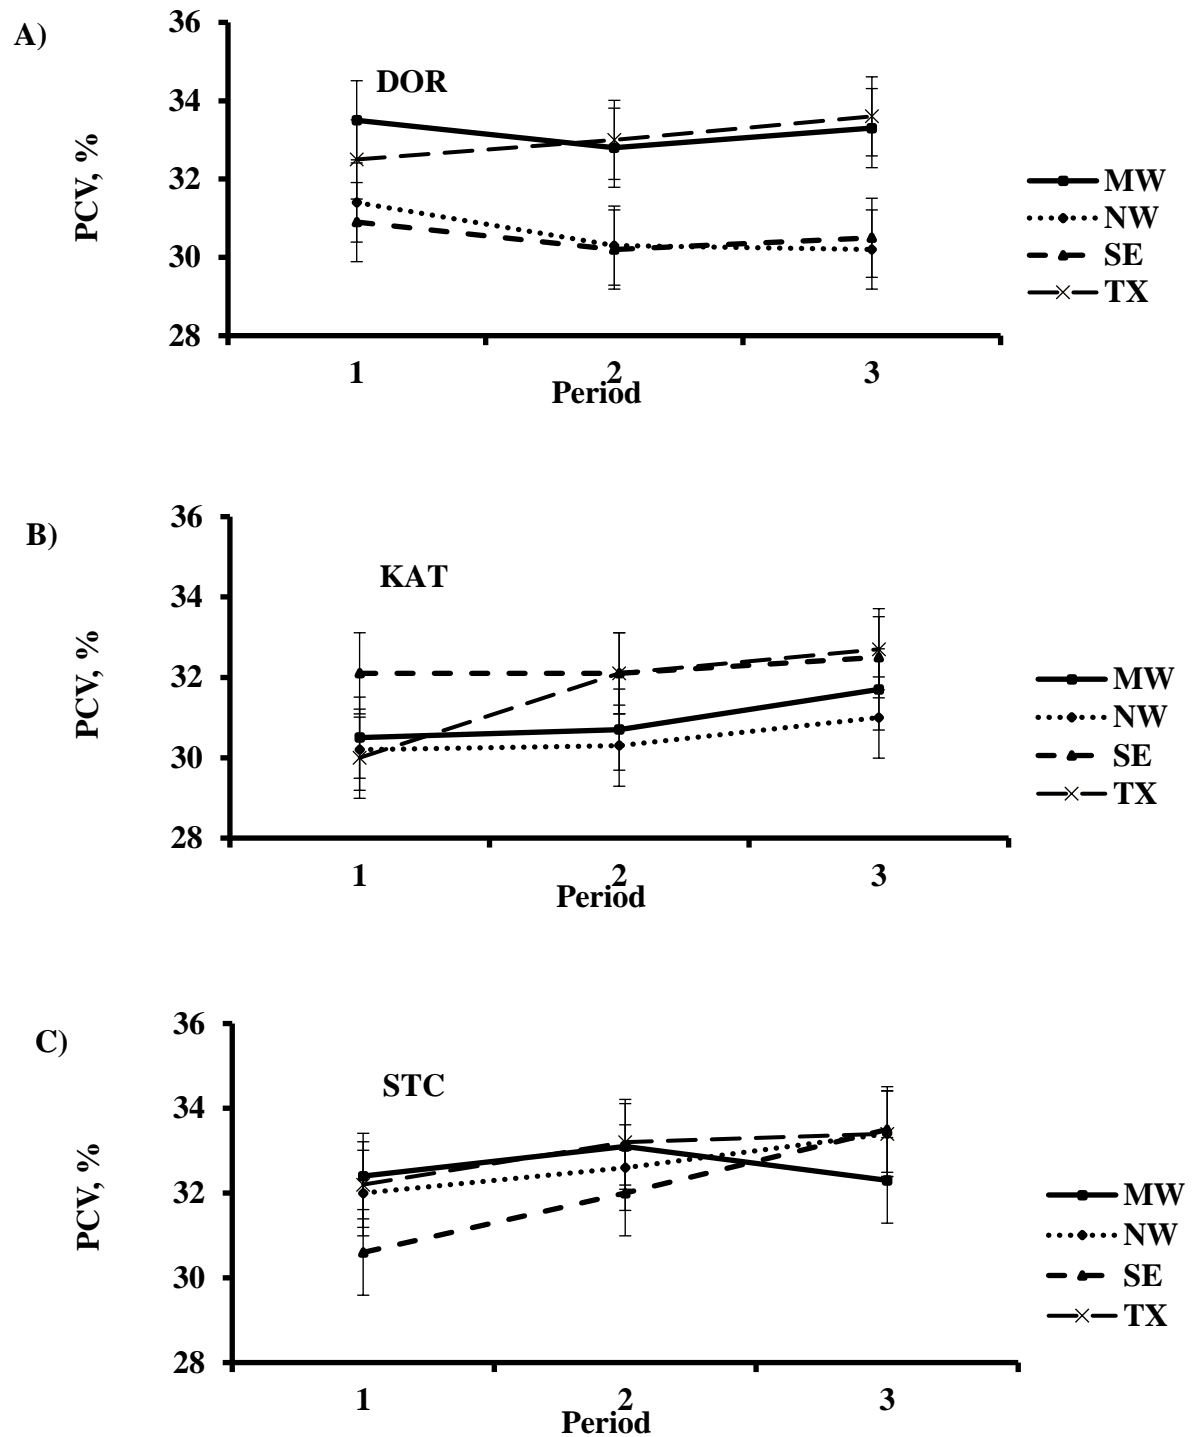 A)
DOR
PCV, %
36
34
32
30
28
1 2 3
Period
MW
NW
SE
TX
B)
KAT
PCV, %
36
34
32
30
28
1 2 3
Period
MW
NW
SE
TX
C)
STC
PCV, %
36
34
32
30
28
1 2 3
Period
MW
NW
SE
TX